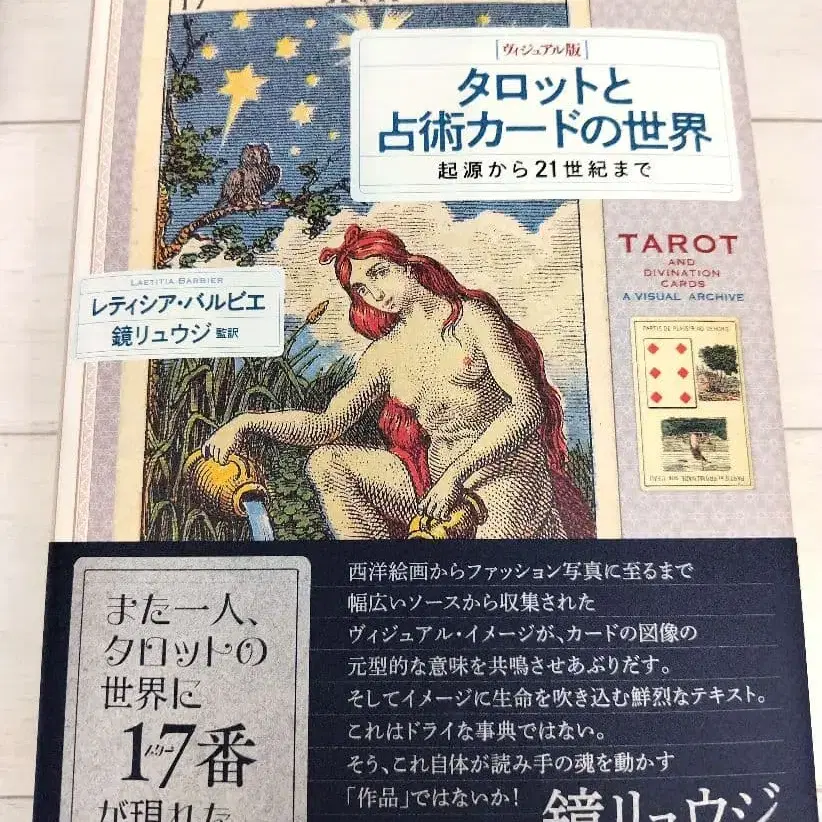 17
[ヴィジュアル版]
タロットと
占術カードの世界
起源から21世紀まで
LAETITIA BARBIER
レティシア・バルビエ
鏡リュウジ 監訳
TAROT
AND
DIVINATION
CARDS
A VISUAL ARCHIVE
また一人、
タロットの
世界に
17番
が現れた
西洋絵画からファッション写真に至るまで
幅広いソースから収集された
ヴィジュアル・イメージが、カードの図像の
元型的な意味を共鳴させあぶりだす。
そしてイメージに生命を吹き込む鮮烈なテキスト。
これはドライな事典ではない。
そう、これ自体が読み手の魂を動かす
「作品」ではないか!
鏡リュウジ